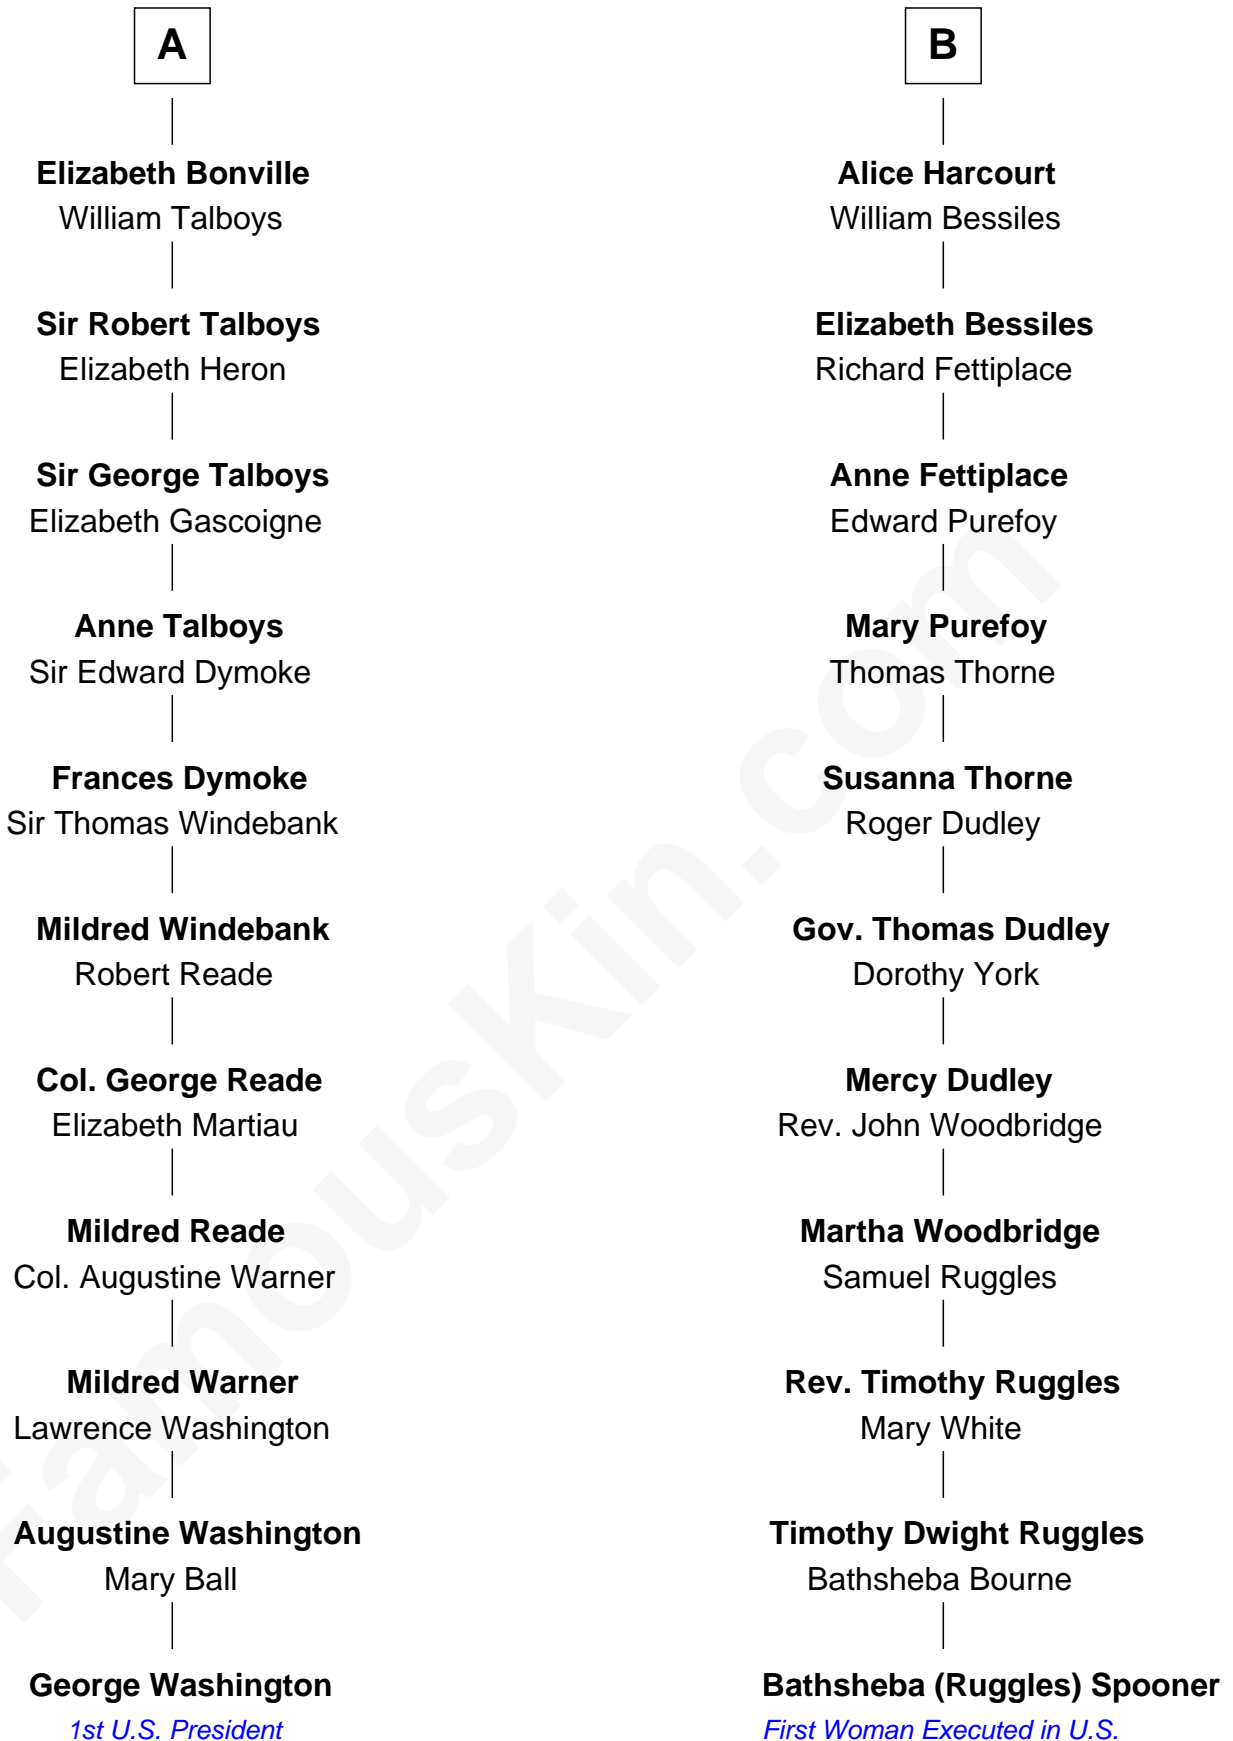 A
Elizabeth Bonville
William Talboys
Sir Robert Talboys
Elizabeth Heron
Sir George Talboys
Elizabeth Gascoigne
Anne Talboys
Sir Edward Dymoke
Frances Dymoke
Sir Thomas Windebank
Mildred Windebank
Robert Reade
Col. George Reade
Elizabeth Martiau
Mildred Reade
Col. Augustine Warner
Mildred Warner
Lawrence Washington
Augustine Washington
Mary Ball
George Washington
1st U.S. President
B
Alice Harcourt
William Bessiles
Elizabeth Bessiles
Richard Fettiplace
Anne Fettiplace
Edward Purefoy
Mary Purefoy
Thomas Thorne
Susanna Thorne
Roger Dudley
Gov. Thomas Dudley
Dorothy York
Mercy Dudley
Rev. John Woodbridge
Martha Woodbridge
Samuel Ruggles
Rev. Timothy Ruggles
Mary White
Timothy Dwight Ruggles
Bathsheba Bourne
Bathsheba (Ruggles) Spooner
First Woman Executed in U.S.
FamousKin.com